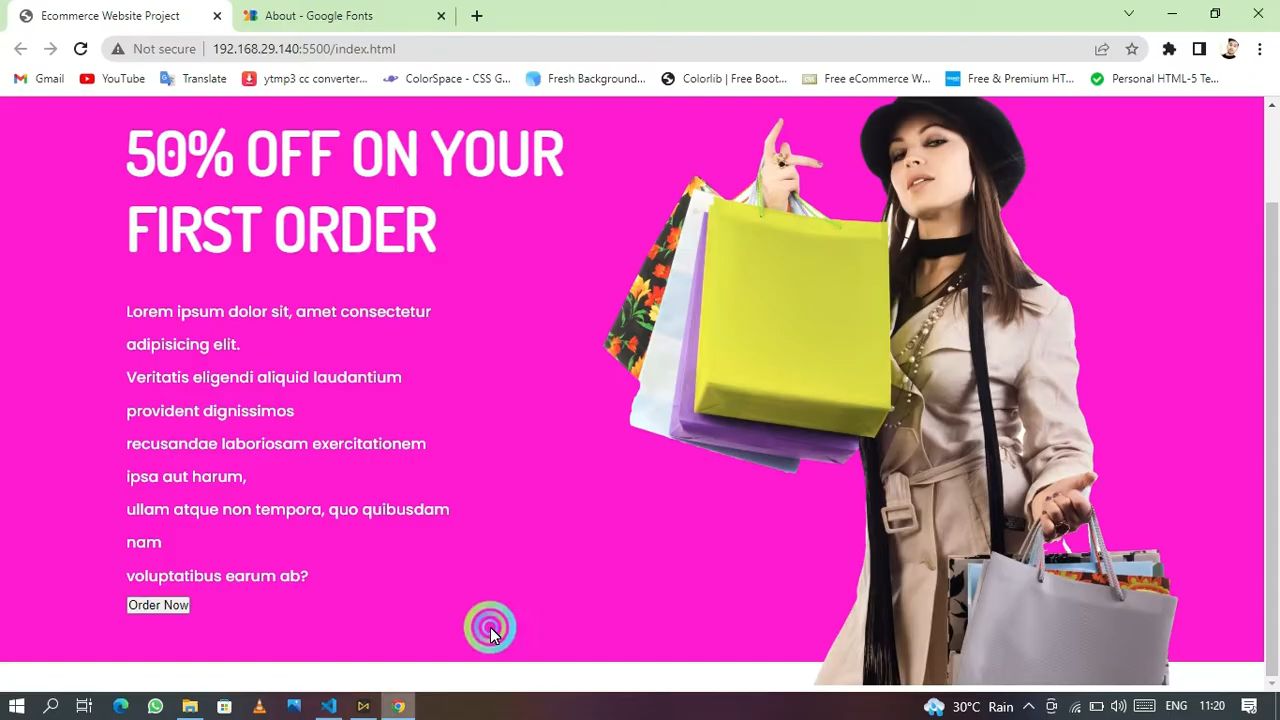 Ecommerce Website Project
About - Google Fonts
Not secure
192.168.29.140:5500/index.html
Gmail
YouTube
Translate
ytmp3 cc converter...
ColorSpace - CSS G...
Fresh Background...
Colorlib | Free Boot...
Free eCommerce W...
Free & Premium HT...
Personal HTML-5 Te...
50% OFF ON YOUR
FIRST ORDER
Lorem ipsum dolor sit, amet consectetur
adipisicing elit.
Veritatis eligendi aliquid laudantium
provident dignissimos
recusandae laboriosam exercitationem
ipsa aut harum,
ullam atque non tempora, quo quibusdam
nam
voluptatibus earum ab?
Order Now
30°C Rain
ENG
11:20